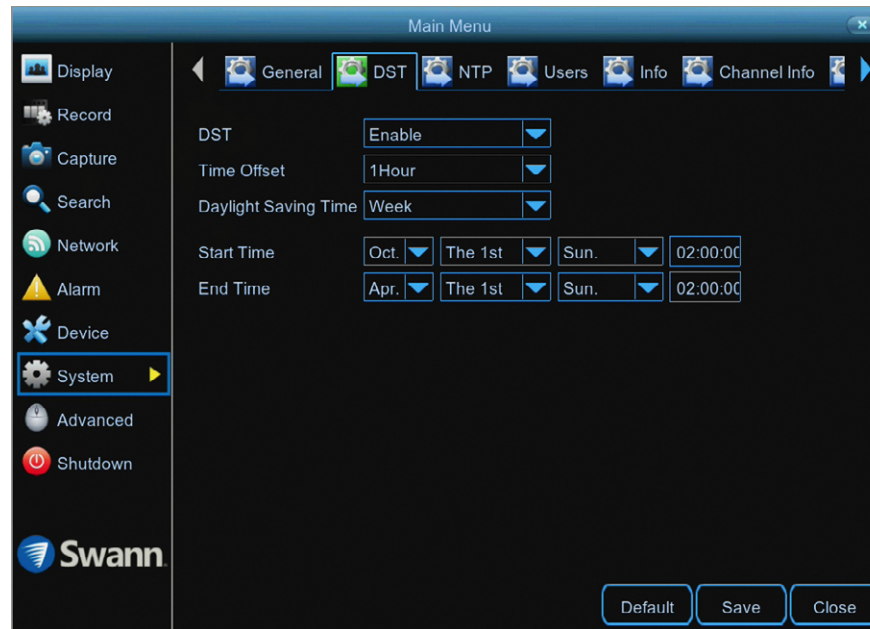 Main Menu
Display
Record
Capture
Search
Network
Alarm
Device
System
Advanced
Shutdown
Swann
General DST NTP Users Info Channel Info
DST Enable
Time Offset 1Hour
Daylight Saving Time Week
Start Time Oct. The 1st Sun. 02:00:00
End Time Apr. The 1st Sun. 02:00:00
Default Save Close